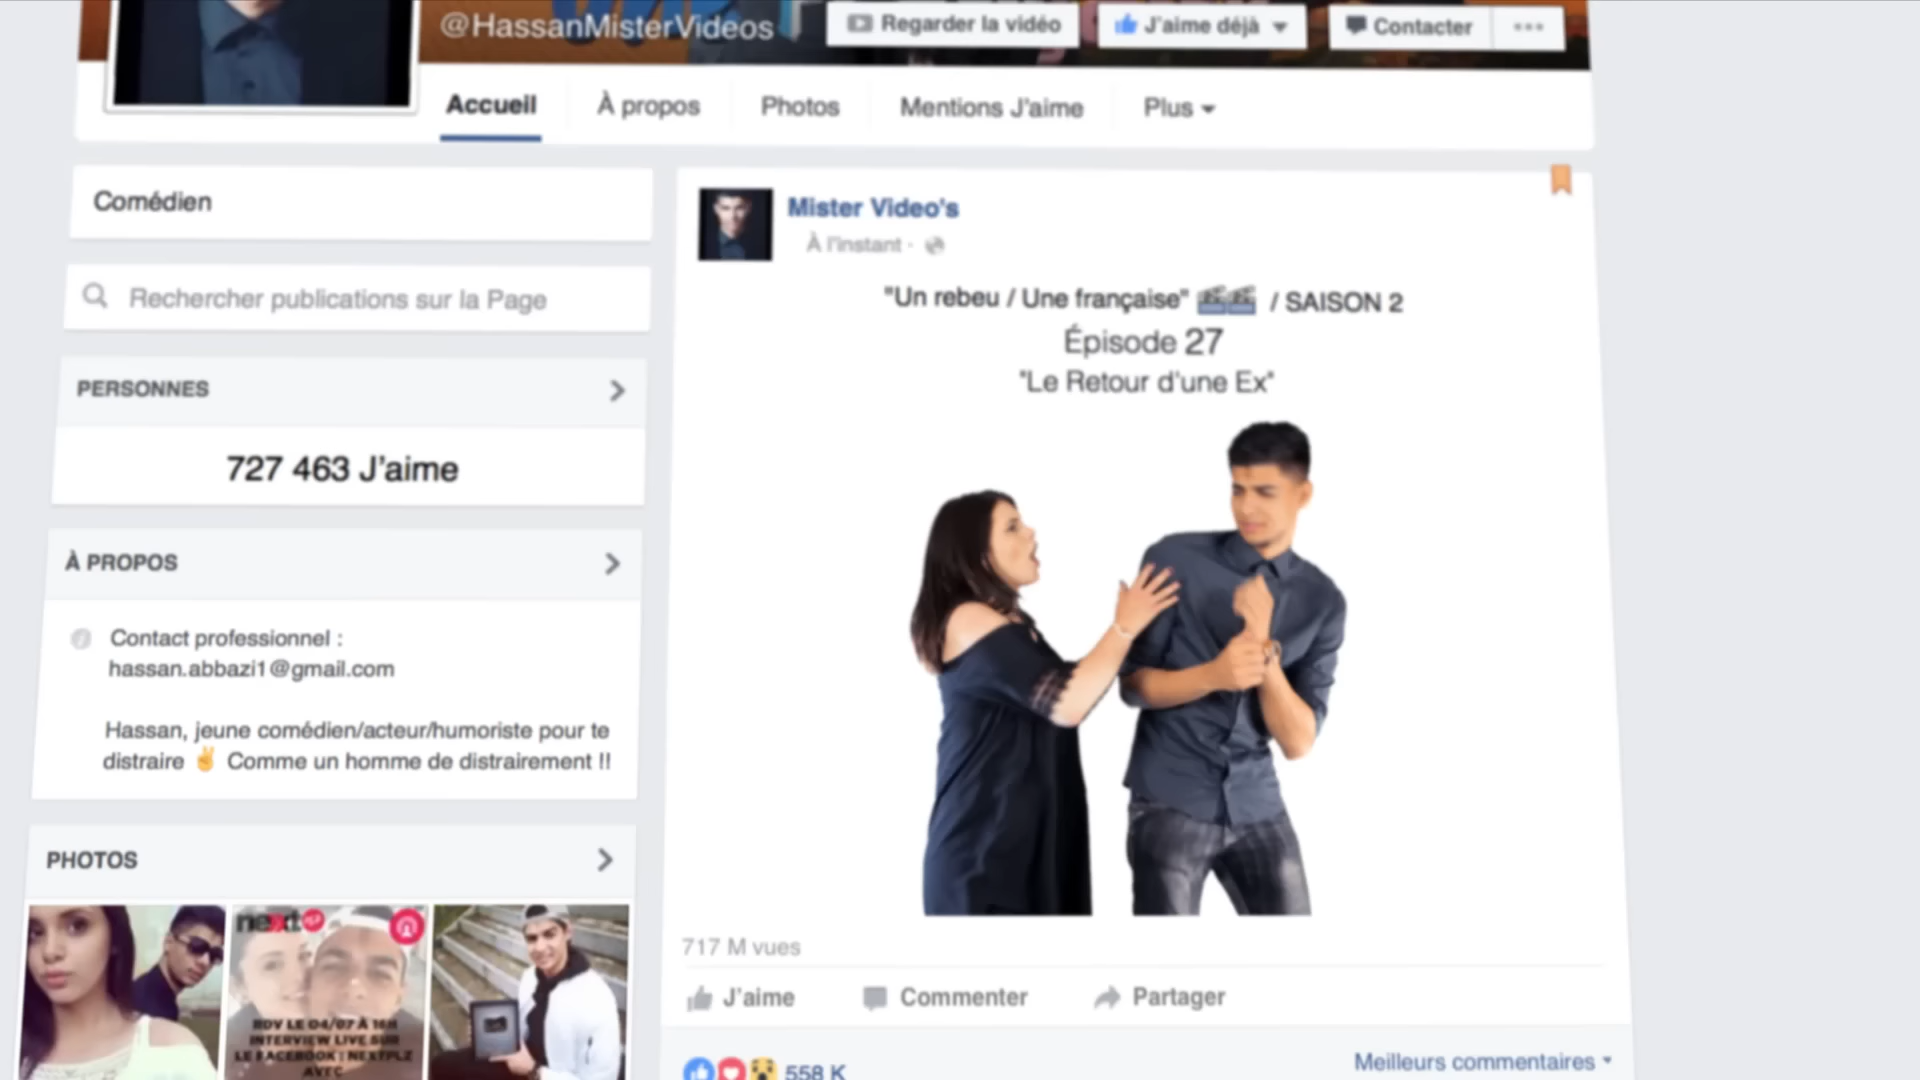 @HassanMisterVideos
Regarder la vidéo
J'aime déjà
Contacter
Accueil
À propos
Photos
Mentions J'aime
Plus
Comédien
Rechercher publications sur la Page
PERSONNES
727 463 J'aime
À PROPOS
Contact professionnel :
hassan.abbazi1@gmail.com
Hassan, jeune comédien/acteur/humoriste pour te
distraire ✌ Comme un homme de distrairement !!
PHOTOS
next
RDV LE 04/07 À 18H
INTERVIEW LIVE SUR
LE FACEBOOK : NEXTPLZ
AVEC
Mister Video's
À l'instant ·
"Un rebeu / Une française" 🎬🎬 / SAISON 2
Épisode 27
"Le Retour d'une Ex"
717 M vues
J'aime
Commenter
Partager
558 K
Meilleurs commentaires